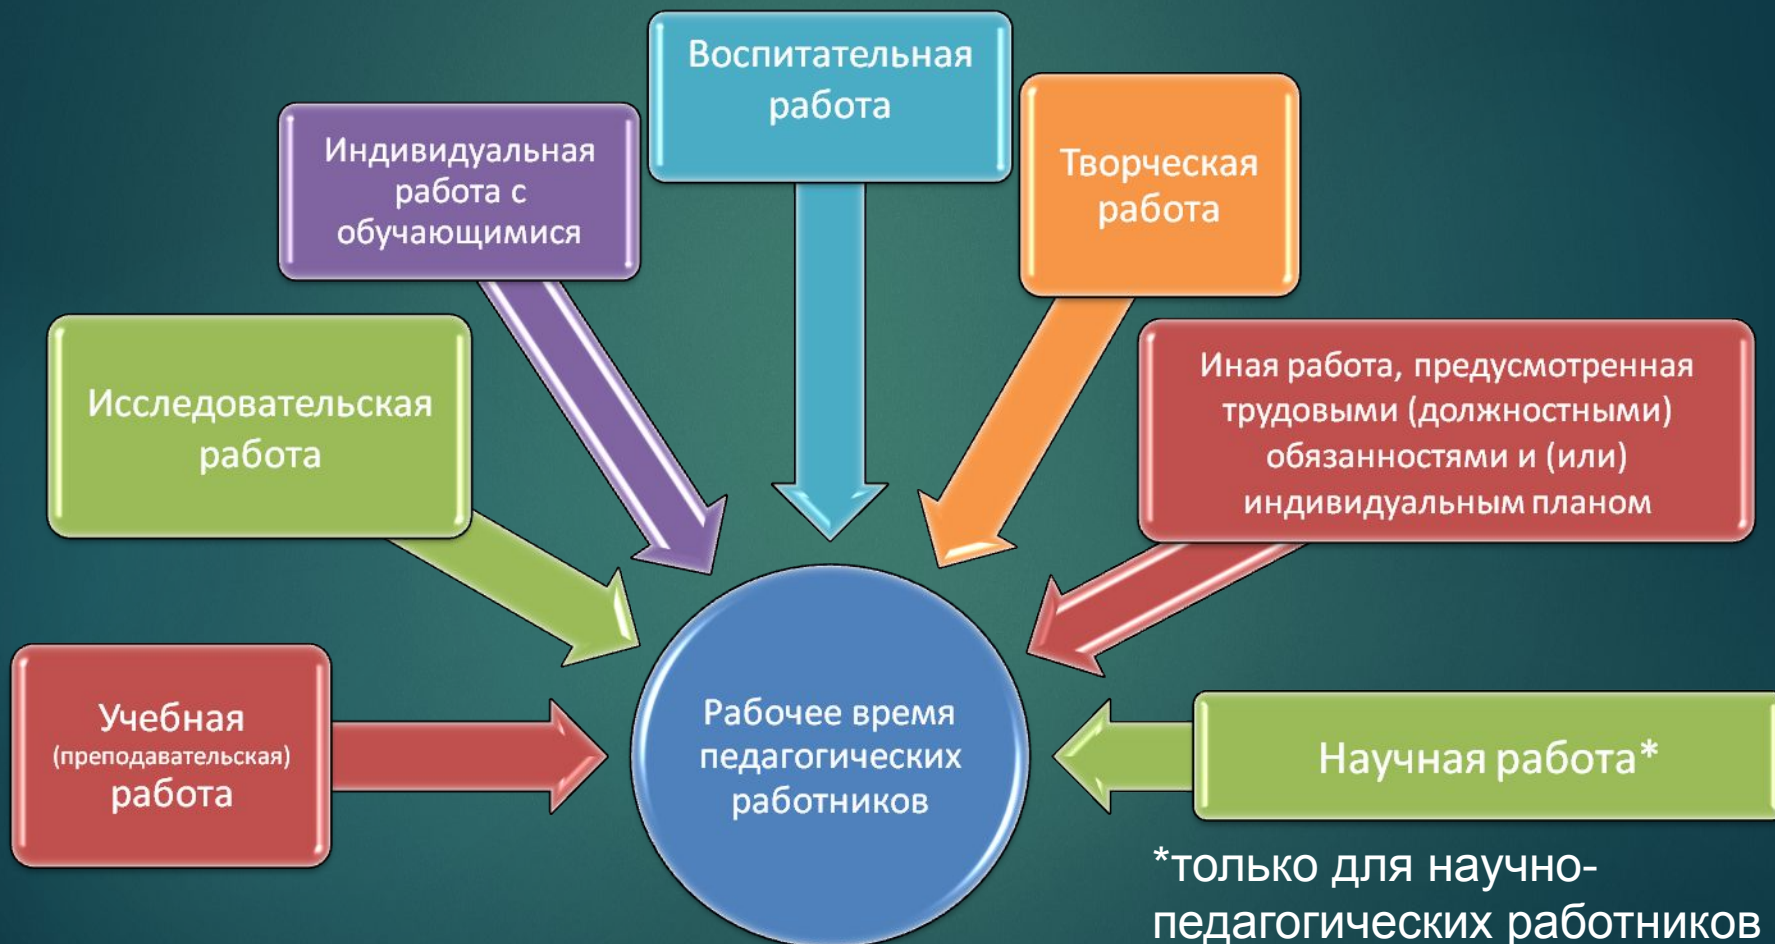 Воспитательная
работа
Индивидуальная
работа с
обучающимися
Творческая
работа
Исследовательская
работа
Иная работа, предусмотренная
трудовыми (должностными)
обязанностями и (или)
индивидуальным планом
Учебная
(преподавательская)
работа
Рабочее время
педагогических
работников
Научная работа*
*только для научно-
педагогических работников